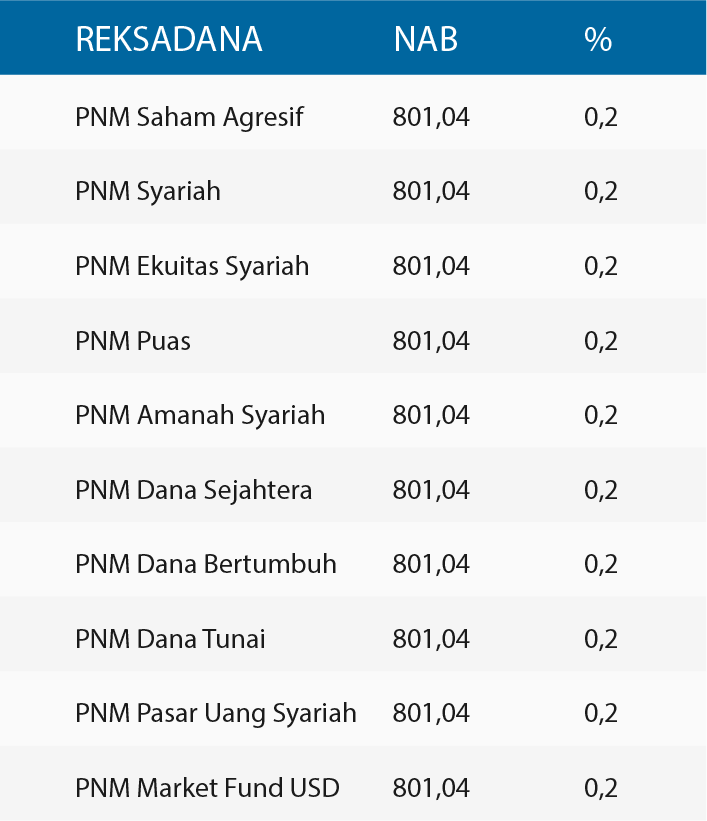 REKSADANA NAB %
PNM Saham Agresif 801,04 0,2
PNM Syariah 801,04 0,2
PNM Ekuitas Syariah 801,04 0,2
PNM Puas 801,04 0,2
PNM Amanah Syariah 801,04 0,2
PNM Dana Sejahtera 801,04 0,2
PNM Dana Bertumbuh 801,04 0,2
PNM Dana Tunai 801,04 0,2
PNM Pasar Uang Syariah 801,04 0,2
PNM Market Fund USD 801,04 0,2